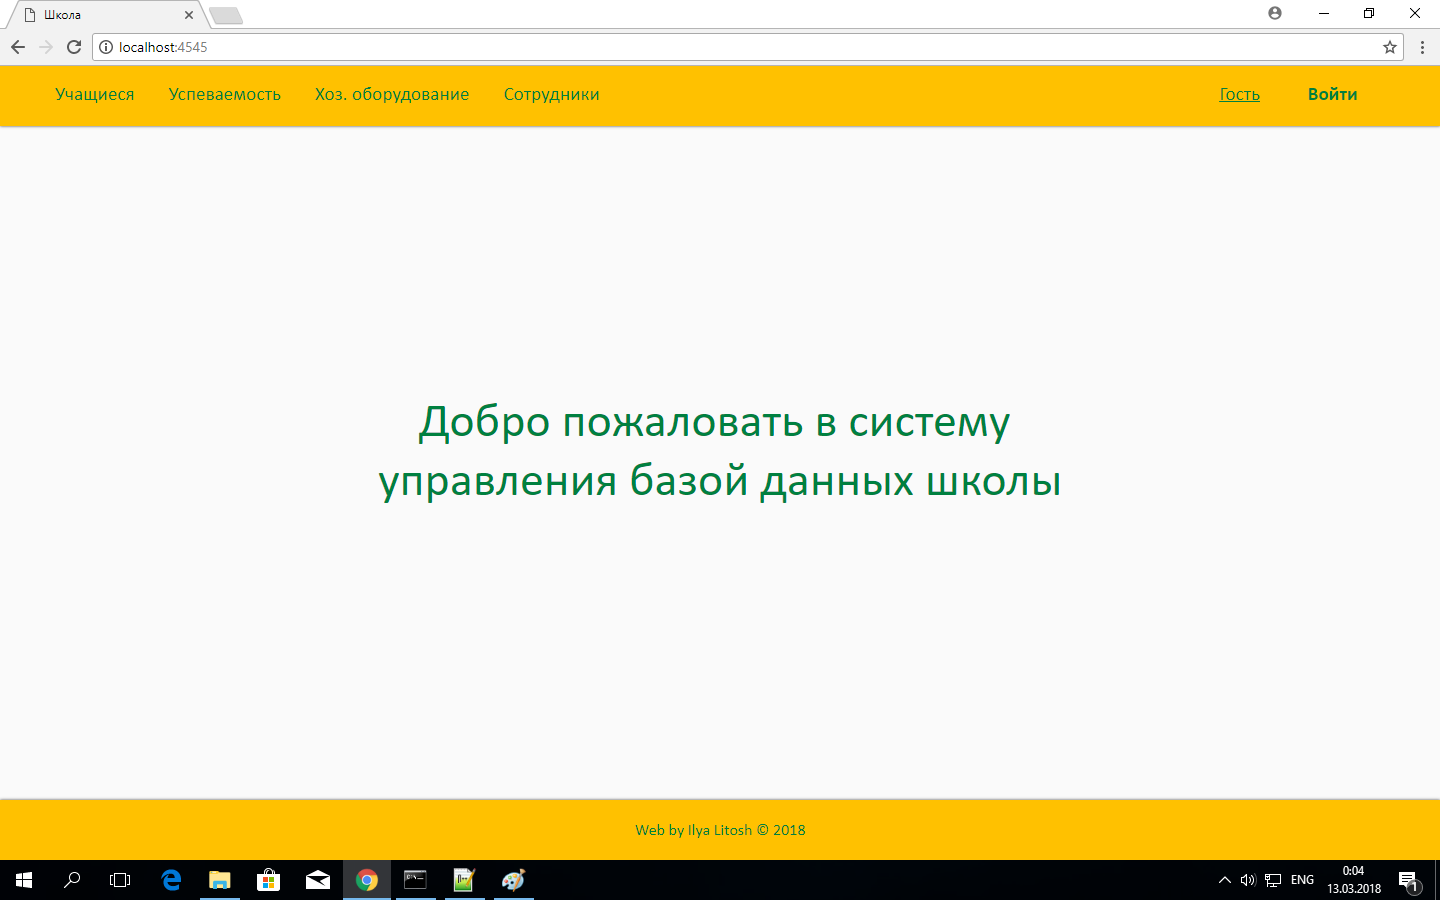 Школа
localhost:4545
Учащиеся Успеваемость Хоз. оборудование Сотрудники Гость Войти
Добро пожаловать в систему
управления базой данных школы
Web by Ilya Litosh © 2018
ENG
0:04
13.03.2018
1